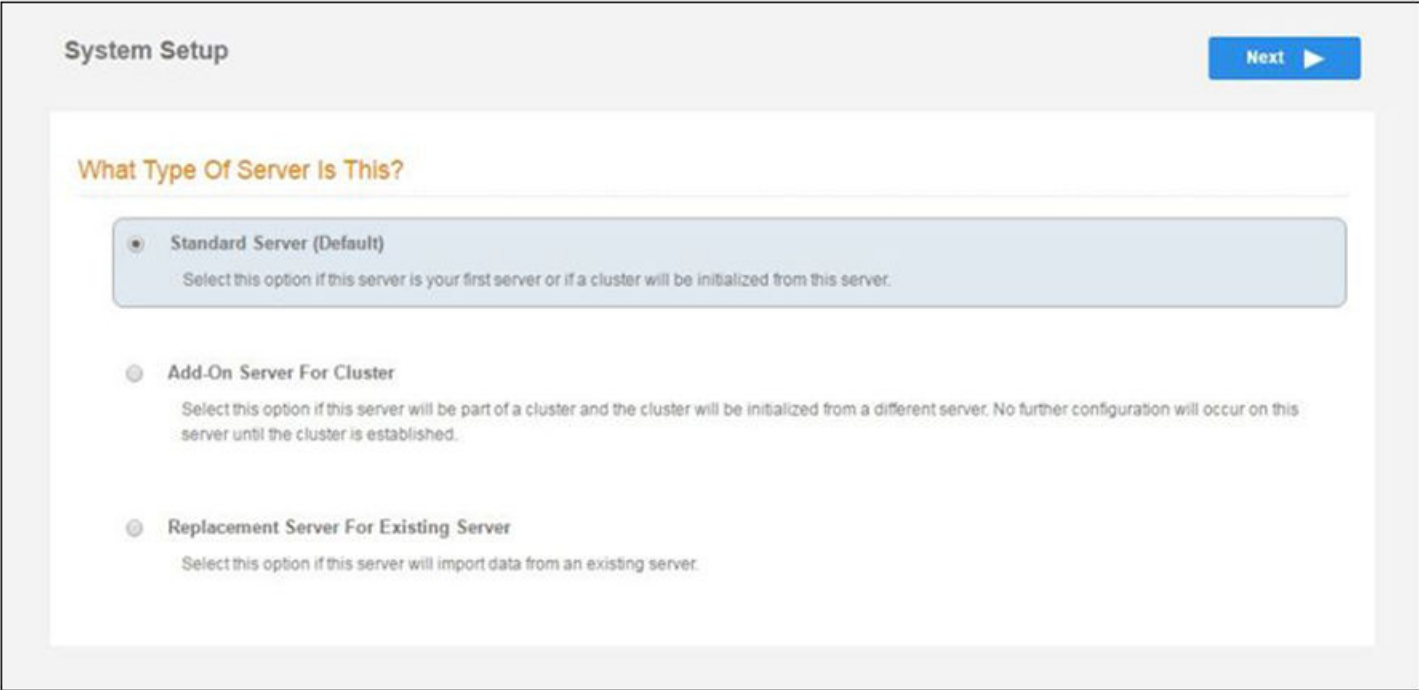 System Setup
Next
What Type Of Server Is This?
Standard Server (Default)
Select this option if this server is your first server or if a cluster will be initialized from this server.
Add-On Server For Cluster
Select this option if this server will be part of a cluster and the cluster will be initialized from a different server. No further configuration will occur on this
server until the cluster is established.
Replacement Server For Existing Server
Select this option if this server will import data from an existing server.